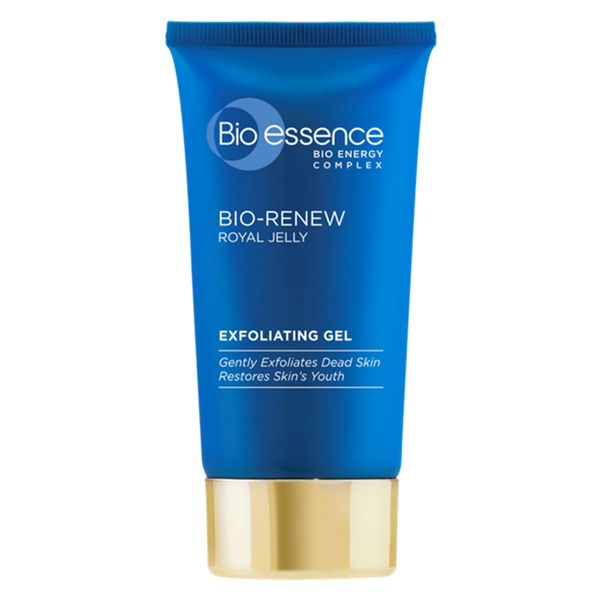 Bio essence
BIO ENERGY
COMPLEX
BIO-RENEW
ROYAL JELLY
EXFOLIATING GEL
Gently Exfoliates Dead Skin
Restores Skin's Youth